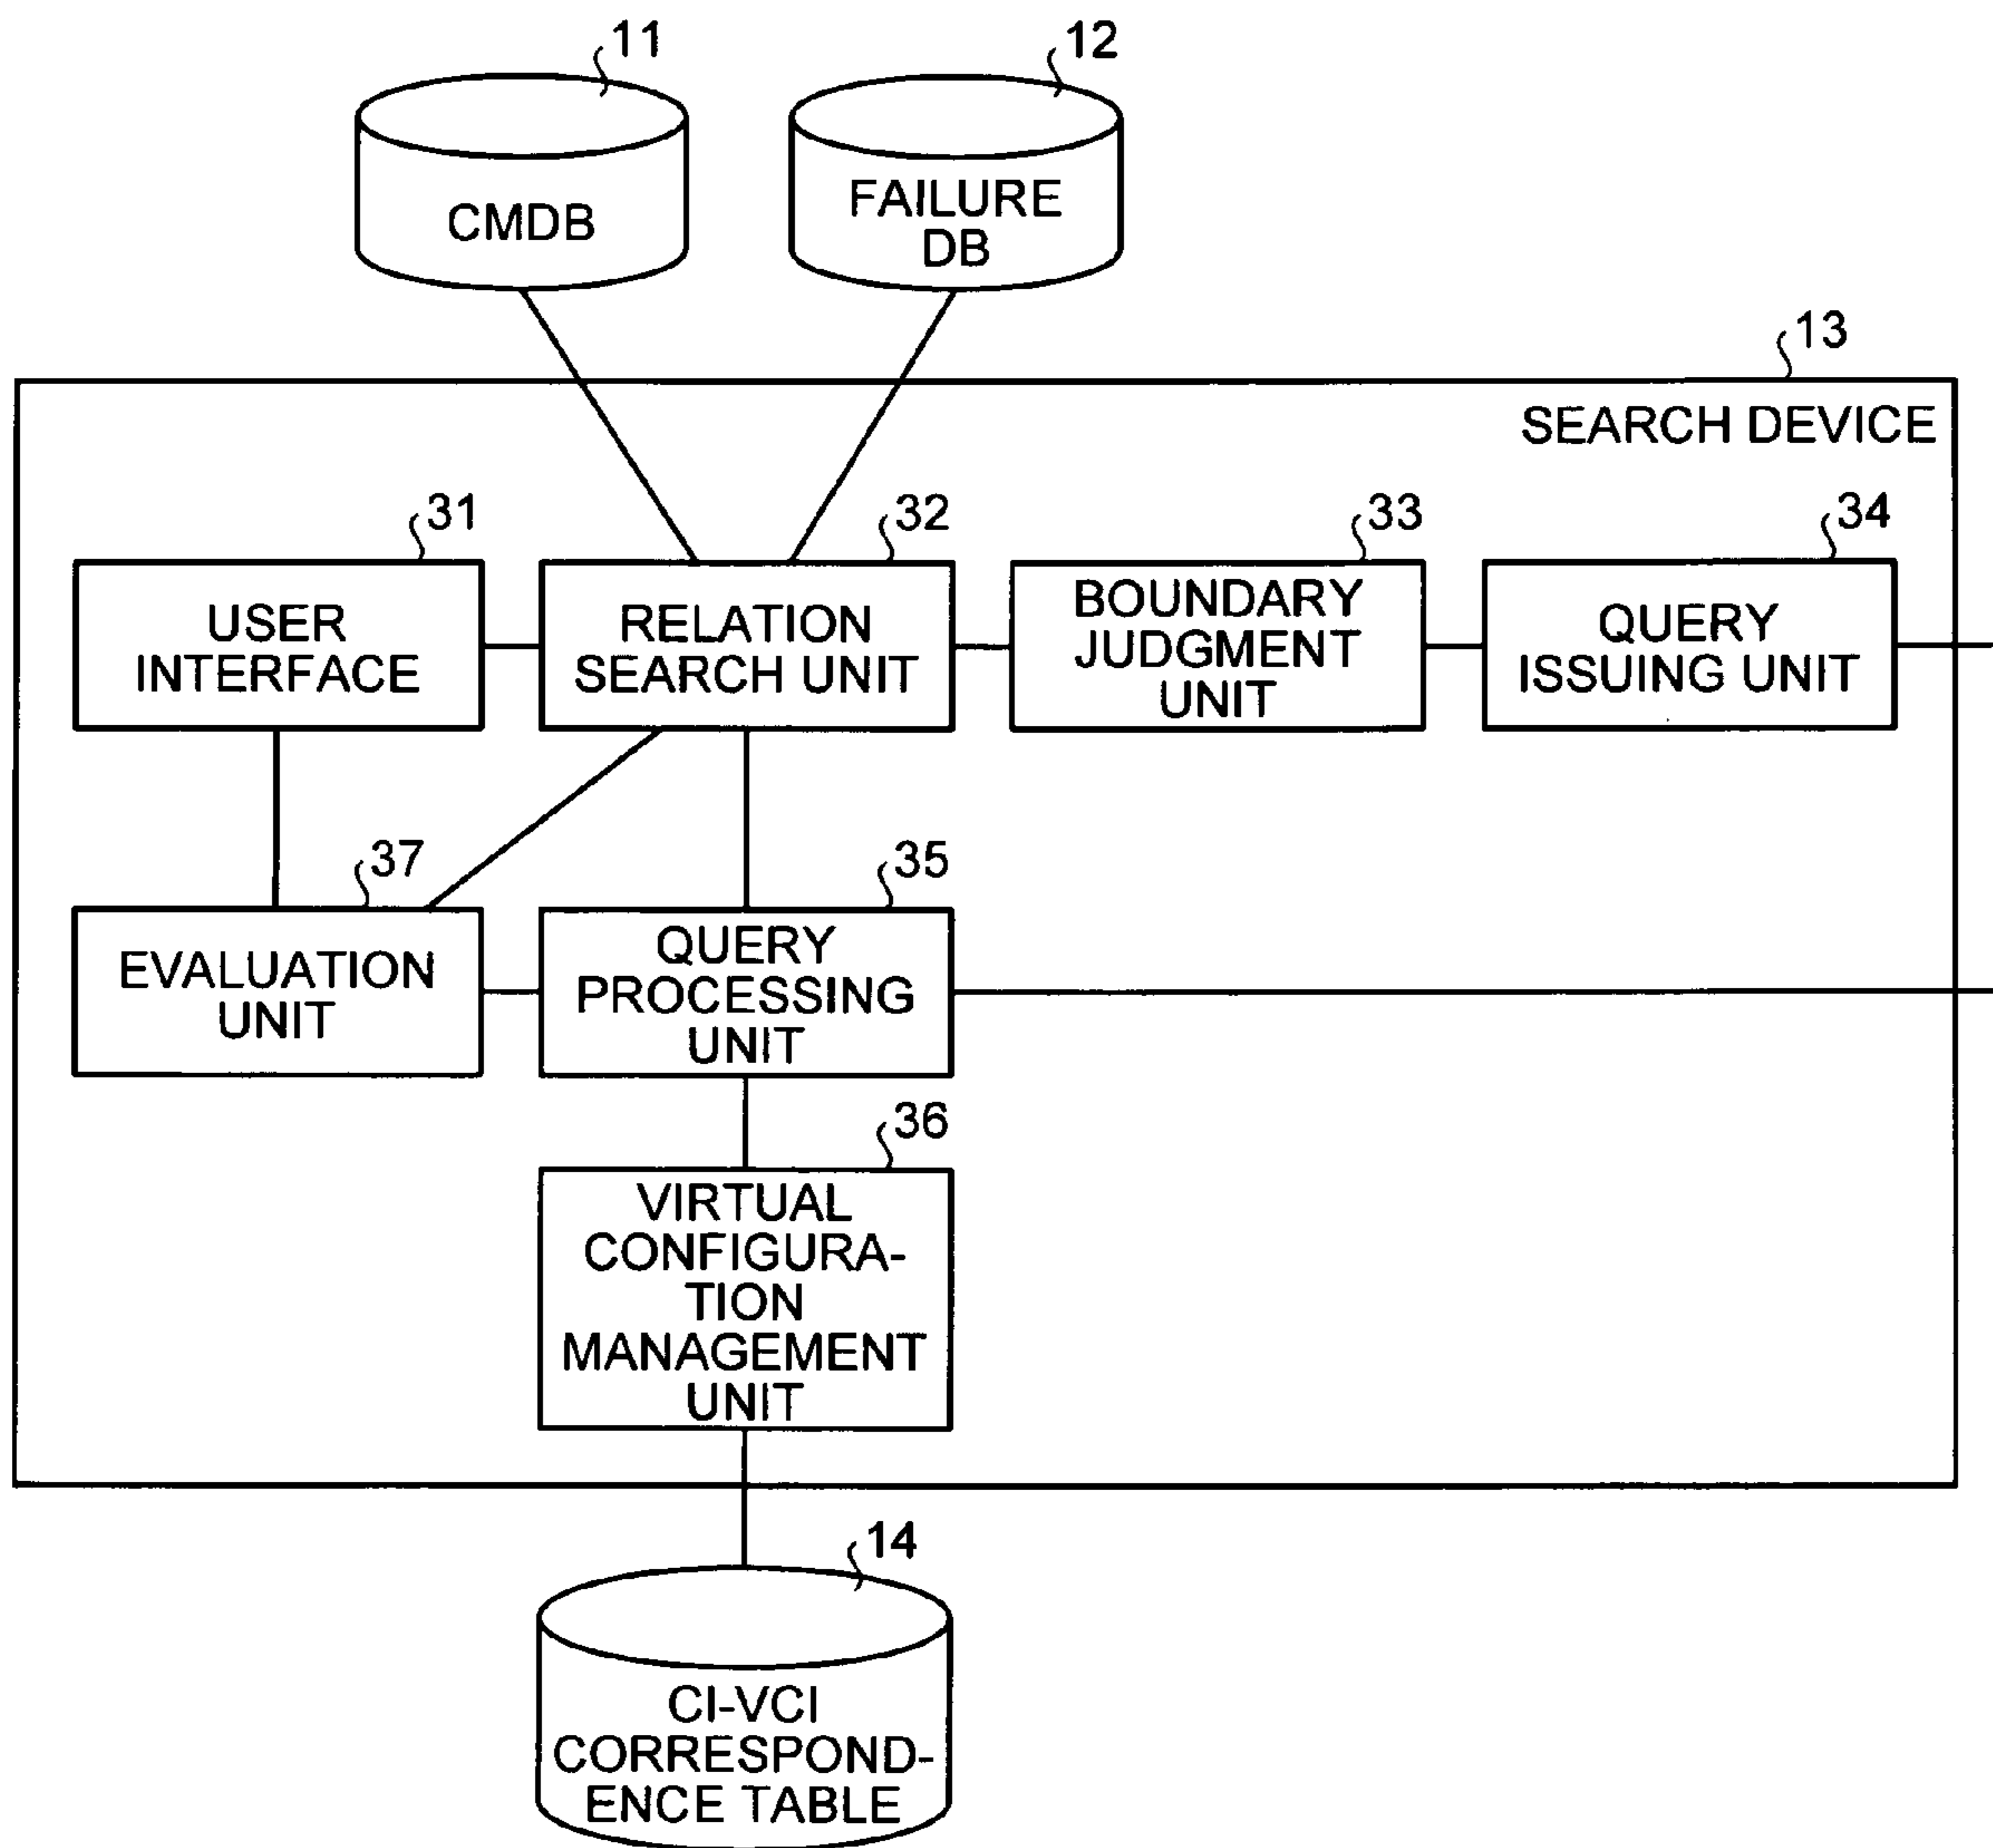 11
12
CMDB
FAILURE
DB
13
SEARCH DEVICE
31
32
33
34
USER
INTERFACE
RELATION
SEARCH UNIT
BOUNDARY
JUDGMENT
UNIT
QUERY
ISSUING UNIT
37
35
EVALUATION
UNIT
QUERY
PROCESSING
UNIT
36
VIRTUAL
CONFIGURA-
TION
MANAGEMENT
UNIT
14
CI-VCI
CORRESPOND-
ENCE TABLE